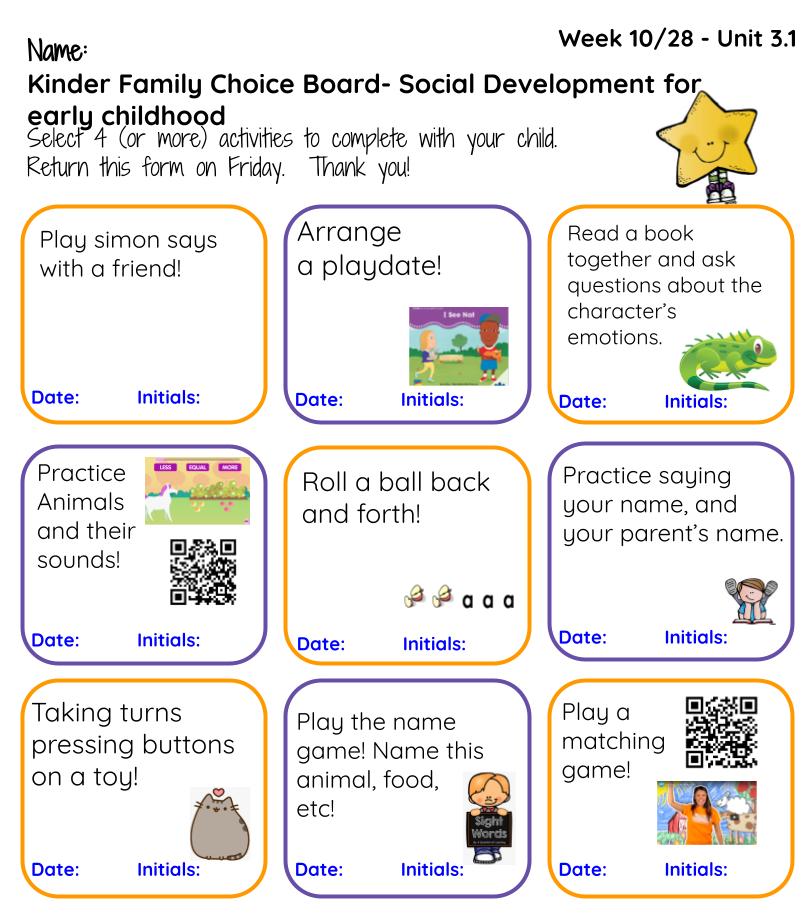 Week 10/28 - Unit 3.1
Name:
Kinder Family Choice Board- Social Development for
early childhood
Select 4 (or more) activities to complete with your child.
Return this form on Friday. Thank you!
Play simon says
with a friend!
Date: Initials:
Arrange
a playdate!
I See Nat
Date: Initials:
Read a book
together and ask
questions about the
character's
emotions.
Date: Initials:
Practice
Animals
and their
sounds!
LESS EQUAL MORE
Date: Initials:
Roll a ball back
and forth!
a a a
Date: Initials:
Practice saying
your name, and
your parent's name.
Date: Initials:
Taking turns
pressing buttons
on a toy!
Date: Initials:
Play the name
game! Name this
animal, food,
etc!
Sight
Words
Date: Initials:
Play a
matching
game!
Date: Initials: